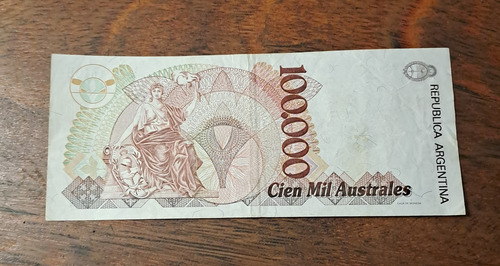 100.000
Cien Mil Australes
REPUBLICA ARGENTINA